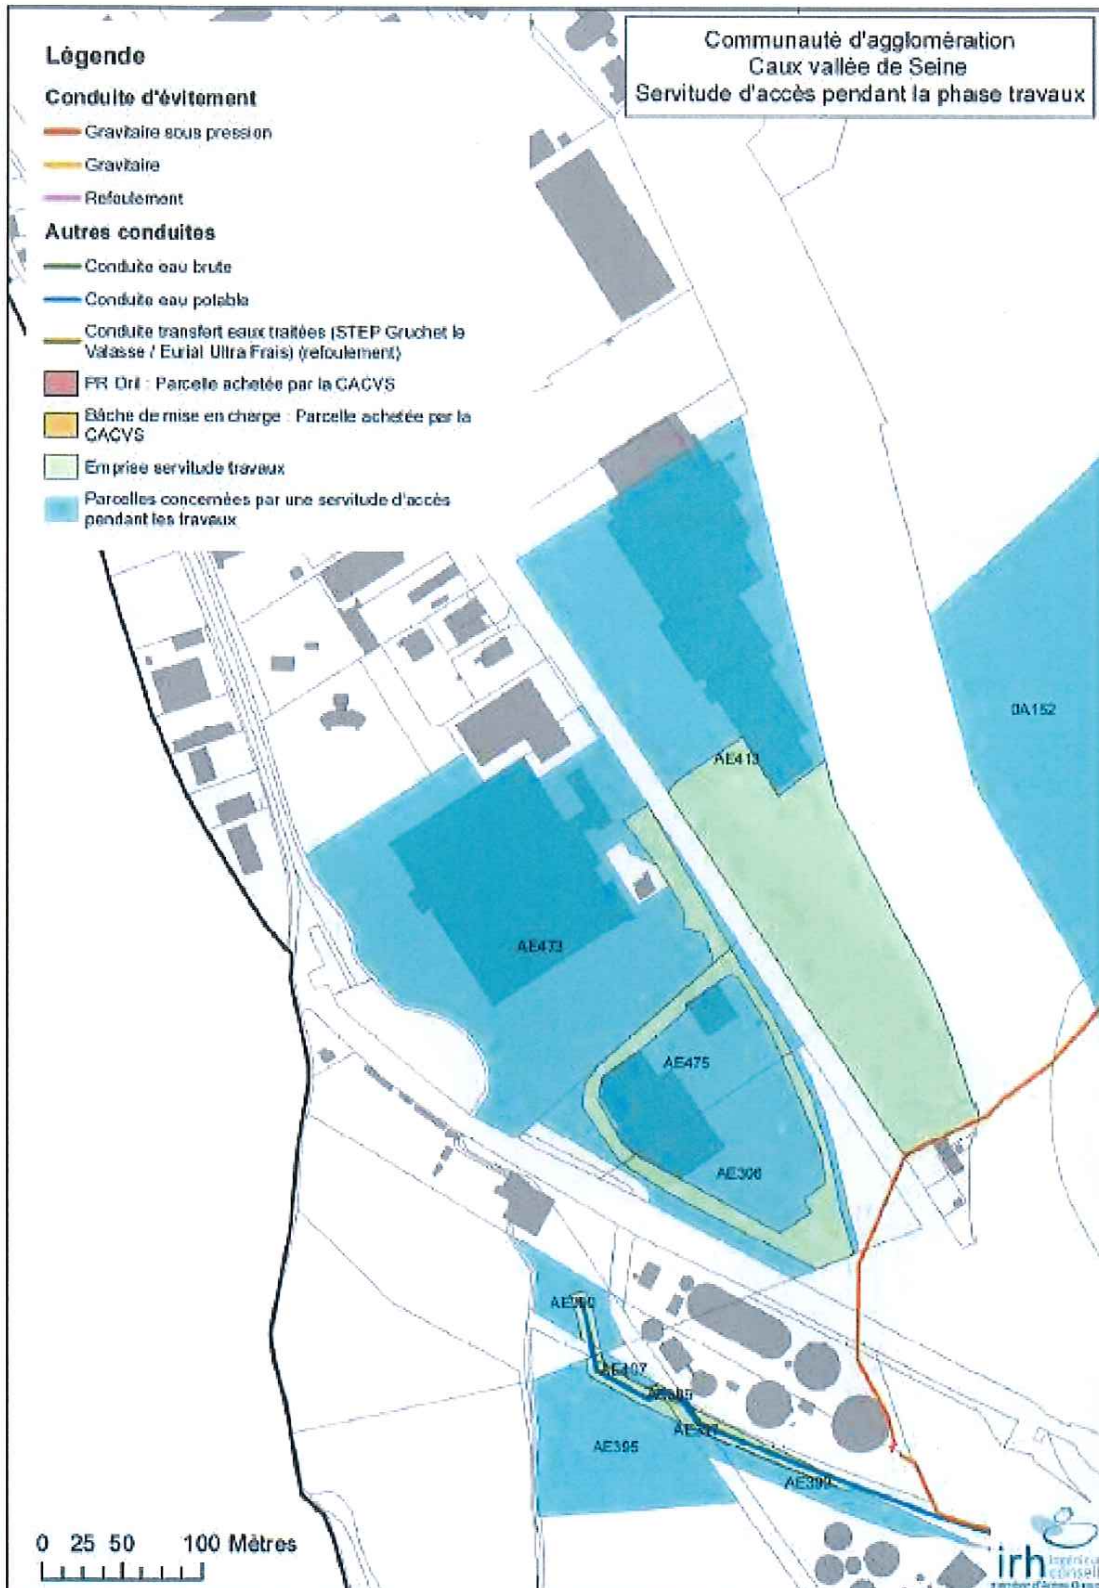 Communauté d'agglomération
Caux vallée de Seine
Servitude d'accès pendant la phaise travaux
Légende
Conduite d'évitement
Gravitaire sous pression
Gravitaire
Refoulement
Autres conduites
Conduite eau brute
Conduite eau potable
Conduite transfert eaux traitées (STEP Gruchet le
Valasse / Eurial Ultra Frais) (refoulement)
PR Oril : Parcelle achetée par la CACVS
Bâche de mise en charge : Parcelle achetée par la
CACVS
Emprise servitude travaux
Parcelles concernées par une servitude d'accès
pendant les travaux
0A152
AE413
AE473
AE475
AE306
AE395
AE399
0 25 50 100 Mètres
irh ingénieur
conseil